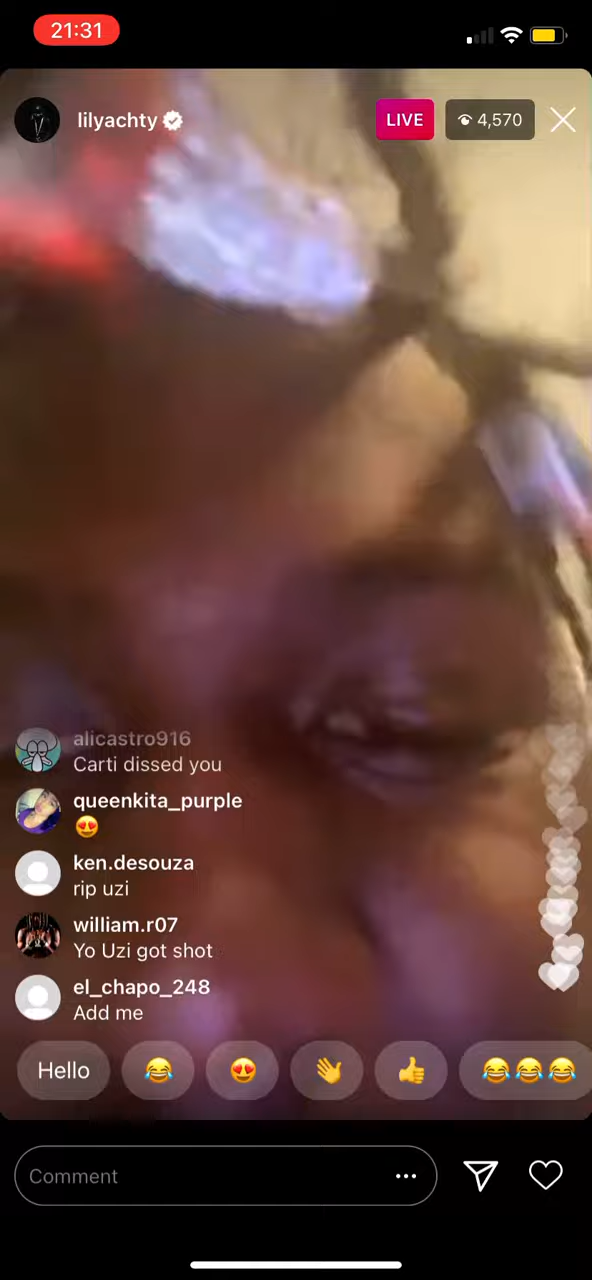 21:31
lilyachty
LIVE
4,570
alicastro916
Carti dissed you
queenkita_purple
😍
ken.desouza
rip uzi
william.r07
Yo Uzi got shot
el_chapo_248
Add me
Hello 😂 😍 👋 👍 😂😂😂
Comment